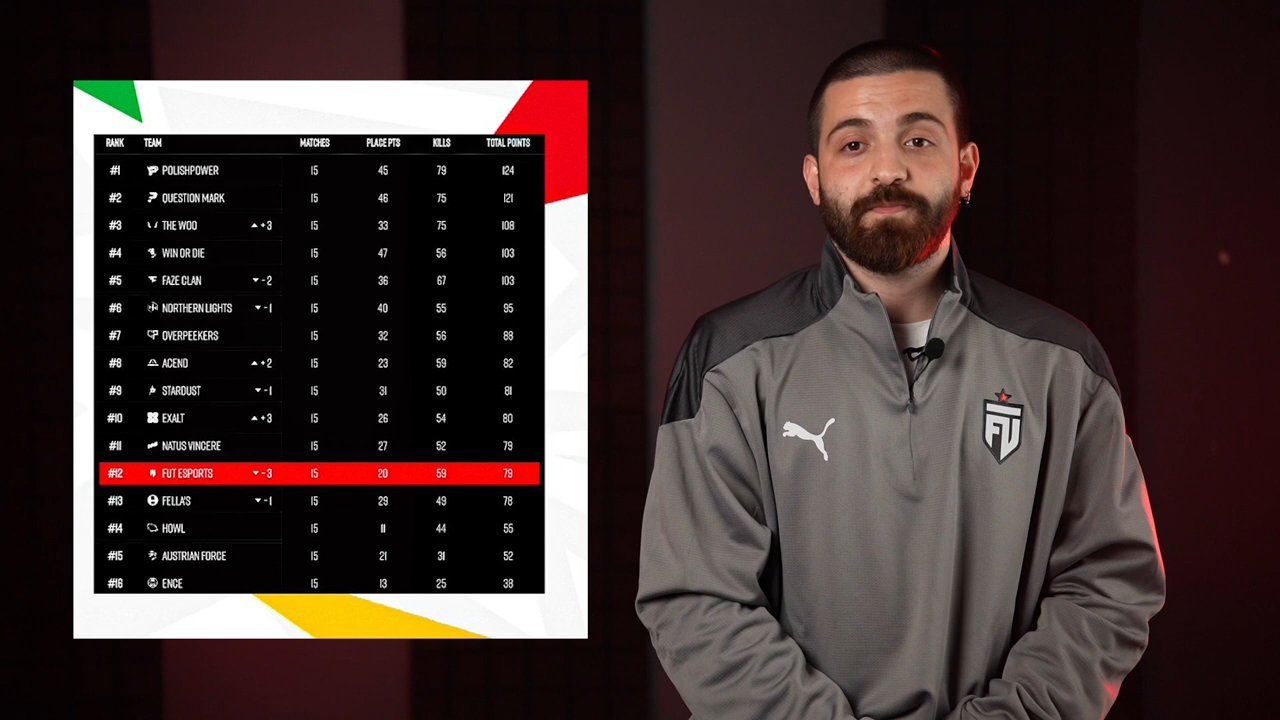 RANK TEAM MATCHES PLACE PTS KILLS TOTAL POINTS
#1 POLISHPOWER 15 45 79 124
#2 QUESTION MARK 15 46 75 121
#3 THE WOO ▲ +3 15 33 75 108
#4 WIN OR DIE 15 47 56 103
#5 FAZE CLAN ▼ -2 15 36 67 103
#6 NORTHERN LIGHTS ▼ -1 15 40 55 95
#7 OVERPEEKERS 15 32 56 88
#8 ACEND ▲ +2 15 23 59 82
#9 STARDUST ▼ -1 15 31 50 81
#10 EXALT ▲ +3 15 26 54 80
#11 NATUS VINCERE 15 27 52 79
#12 FUT ESPORTS ▼ -3 15 20 59 79
#13 FELLA'S ▼ -1 15 29 49 78
#14 HOWL 15 11 44 55
#15 AUSTRIAN FORCE 15 21 31 52
#16 ENCE 15 13 25 38
FU